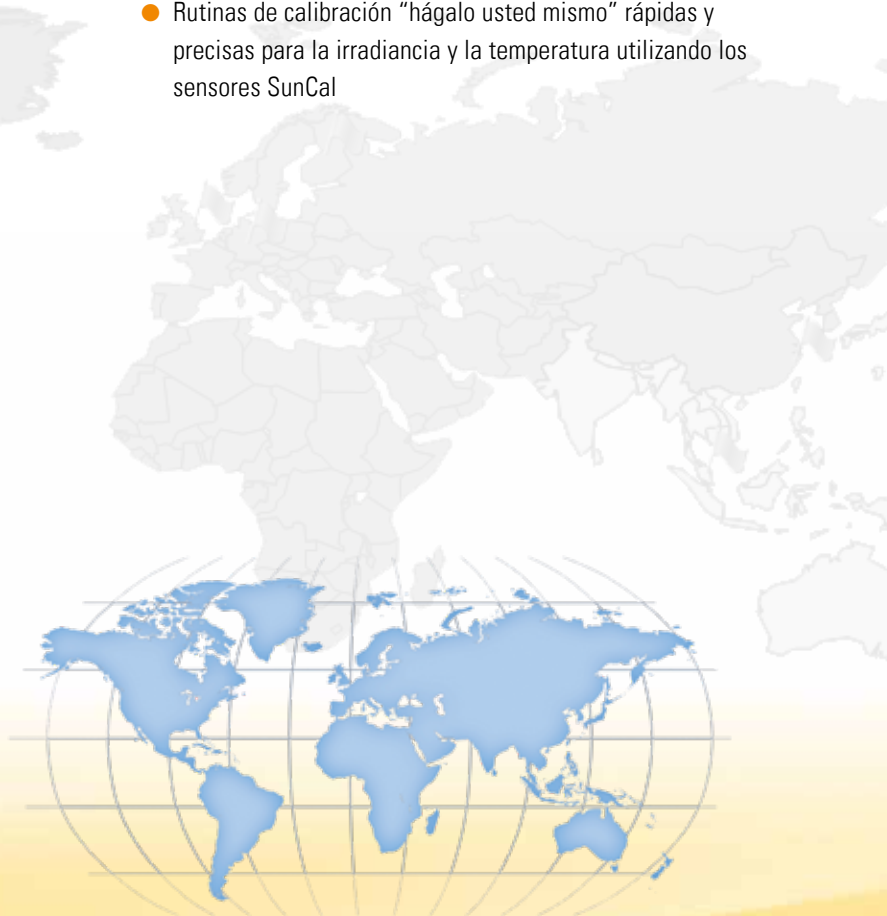 ● Rutinas de calibración “hágalo usted mismo” rápidas y
precisas para la irradiancia y la temperatura utilizando los
sensores SunCal